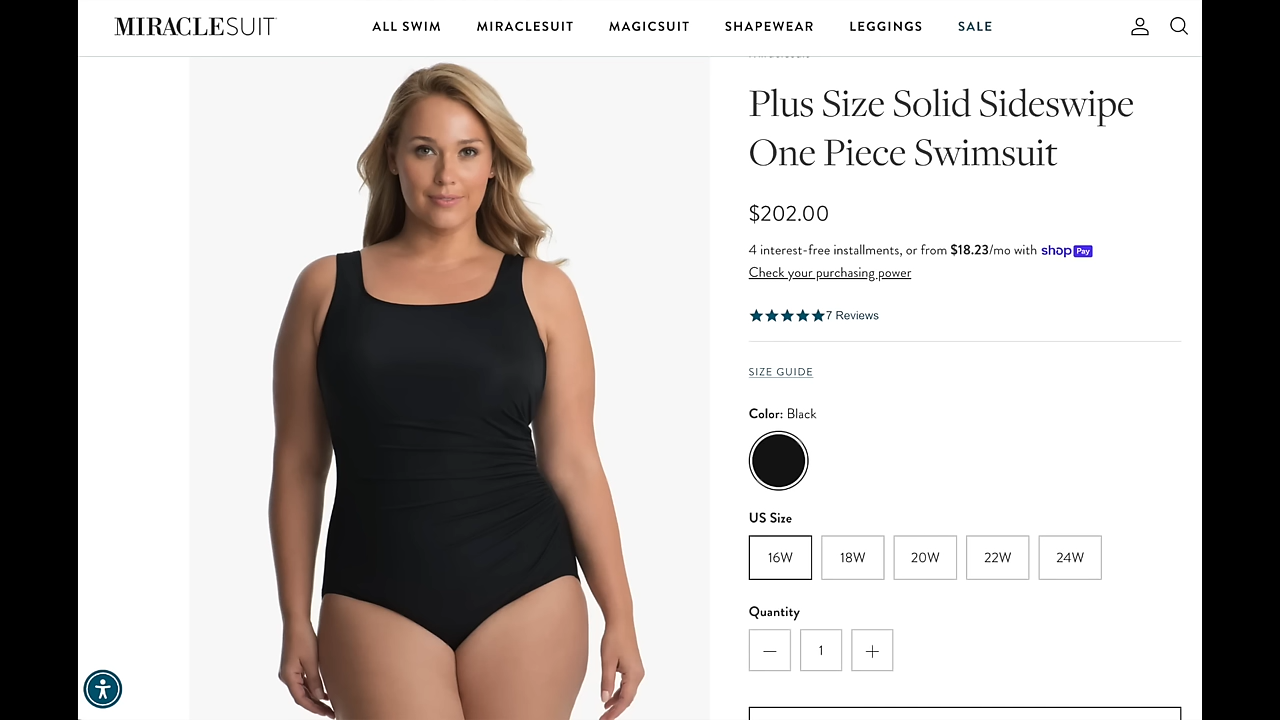 MIRACLESUIT
ALL SWIM
MIRACLESUIT
MAGICSUIT
SHAPEWEAR
LEGGINGS
SALE
Plus Size Solid Sideswipe
One Piece Swimsuit
$202.00
4 interest-free installments, or from $18.23/mo with shop Pay
Check your purchasing power
7 Reviews
SIZE GUIDE
Color: Black
US Size
16W
18W
20W
22W
24W
Quantity
— 1 +